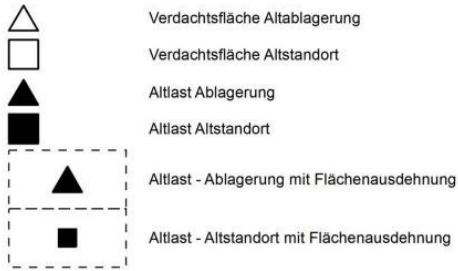 Verdachtsfläche Altablagerung
Verdachtsfläche Altstandort
Altlast Ablagerung
Altlast Altstandort
Altlast - Ablagerung mit Flächenausdehnung
Altlast - Altstandort mit Flächenausdehnung